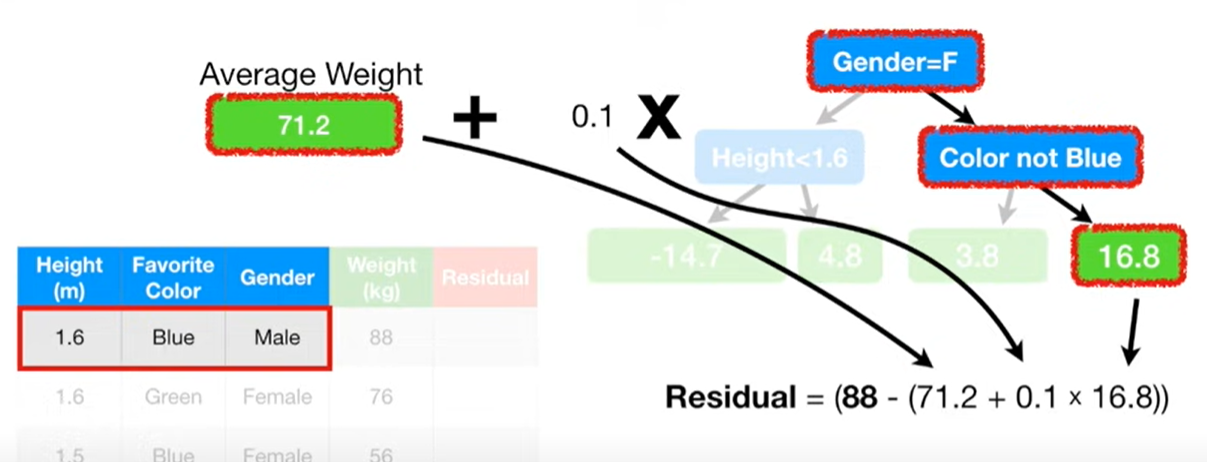 Average Weight
71.2
+
0.1
X
Gender=F
Height<1.6
Color not Blue
-14.7
4.8
3.8
16.8
Height
(m)
Favorite
Color
Gender
Weight
(kg)
Residual
1.6 Blue Male 88
1.6 Green Female 76
1.5 Blue Female 56
Residual = (88 - (71.2 + 0.1 × 16.8))